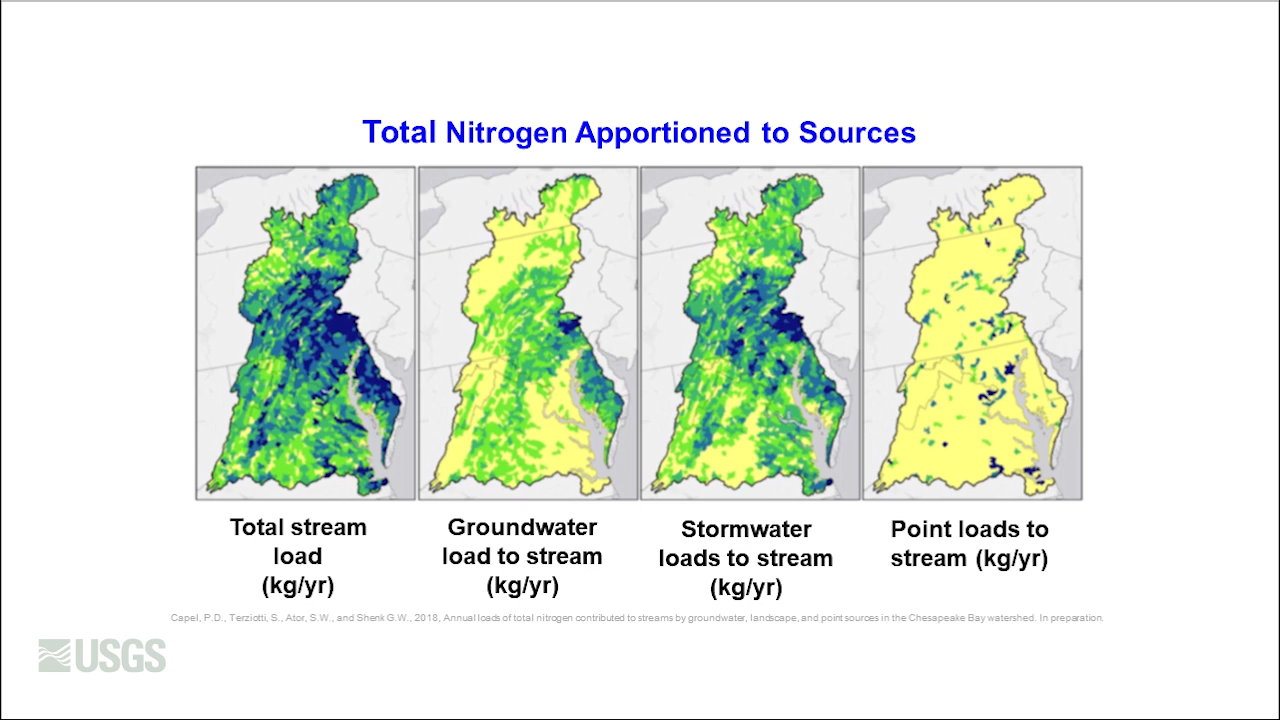 Total Nitrogen Apportioned to Sources
Total stream
load
(kg/yr)
Groundwater
load to stream
(kg/yr)
Stormwater
loads to stream
(kg/yr)
Point loads to
stream (kg/yr)
Capel, P.D., Terziotti, S., Ator, S.W., and Shenk G.W., 2018, Annual loads of total nitrogen contributed to streams by groundwater, landscape, and point sources in the Chesapeake Bay watershed. In preparation.
USGS